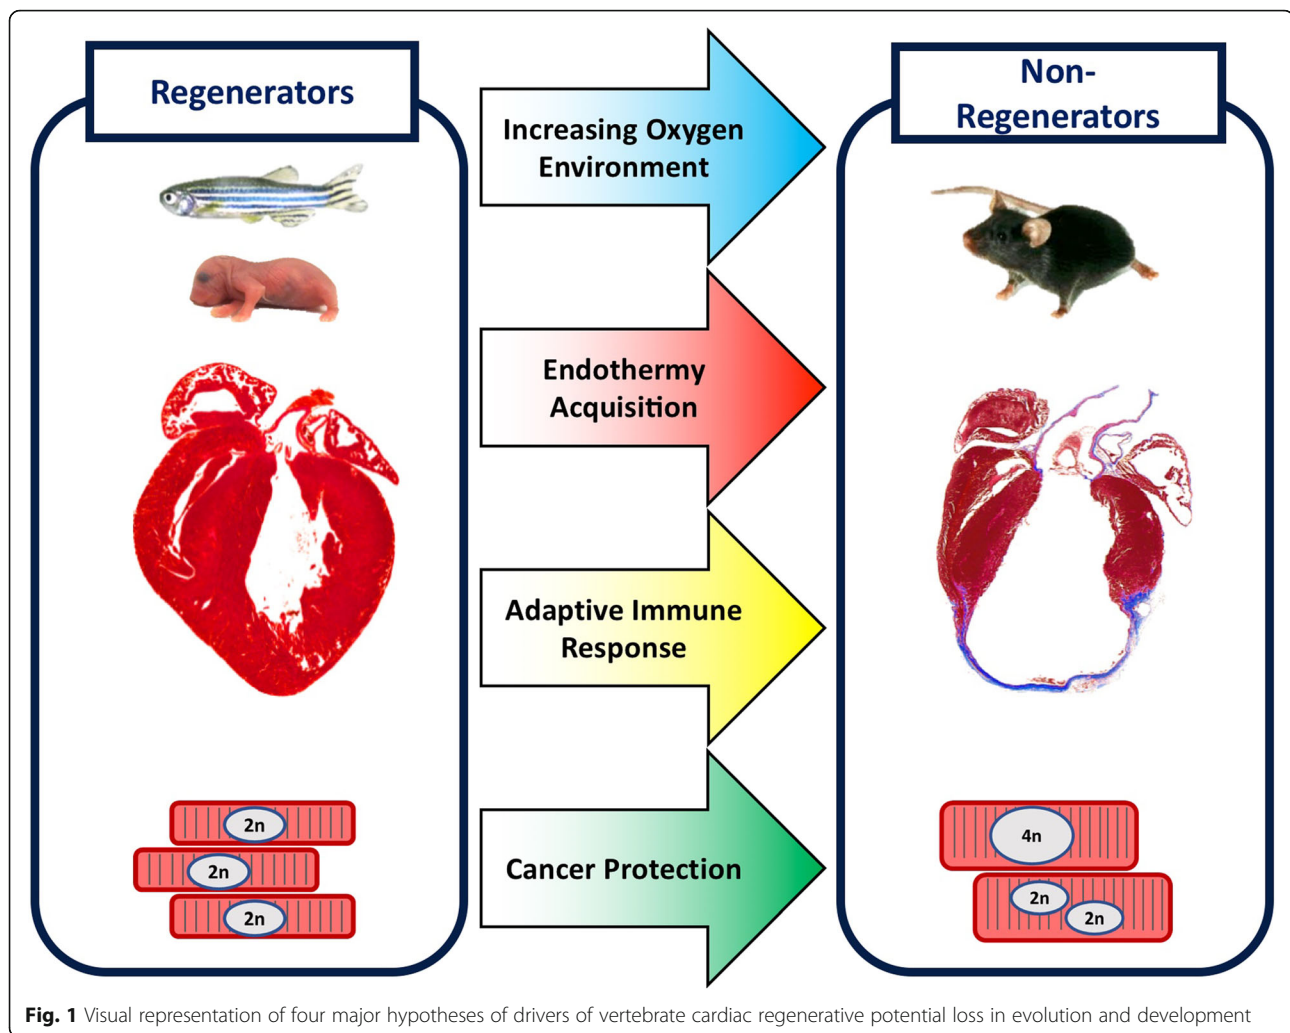 Regenerators
Increasing Oxygen
Environment
Endothermy
Acquisition
Adaptive Immune
Response
Cancer Protection
Non-
Regenerators
2n
2n
2n
4n
2n
2n
Fig. 1 Visual representation of four major hypotheses of drivers of vertebrate cardiac regenerative potential loss in evolution and development